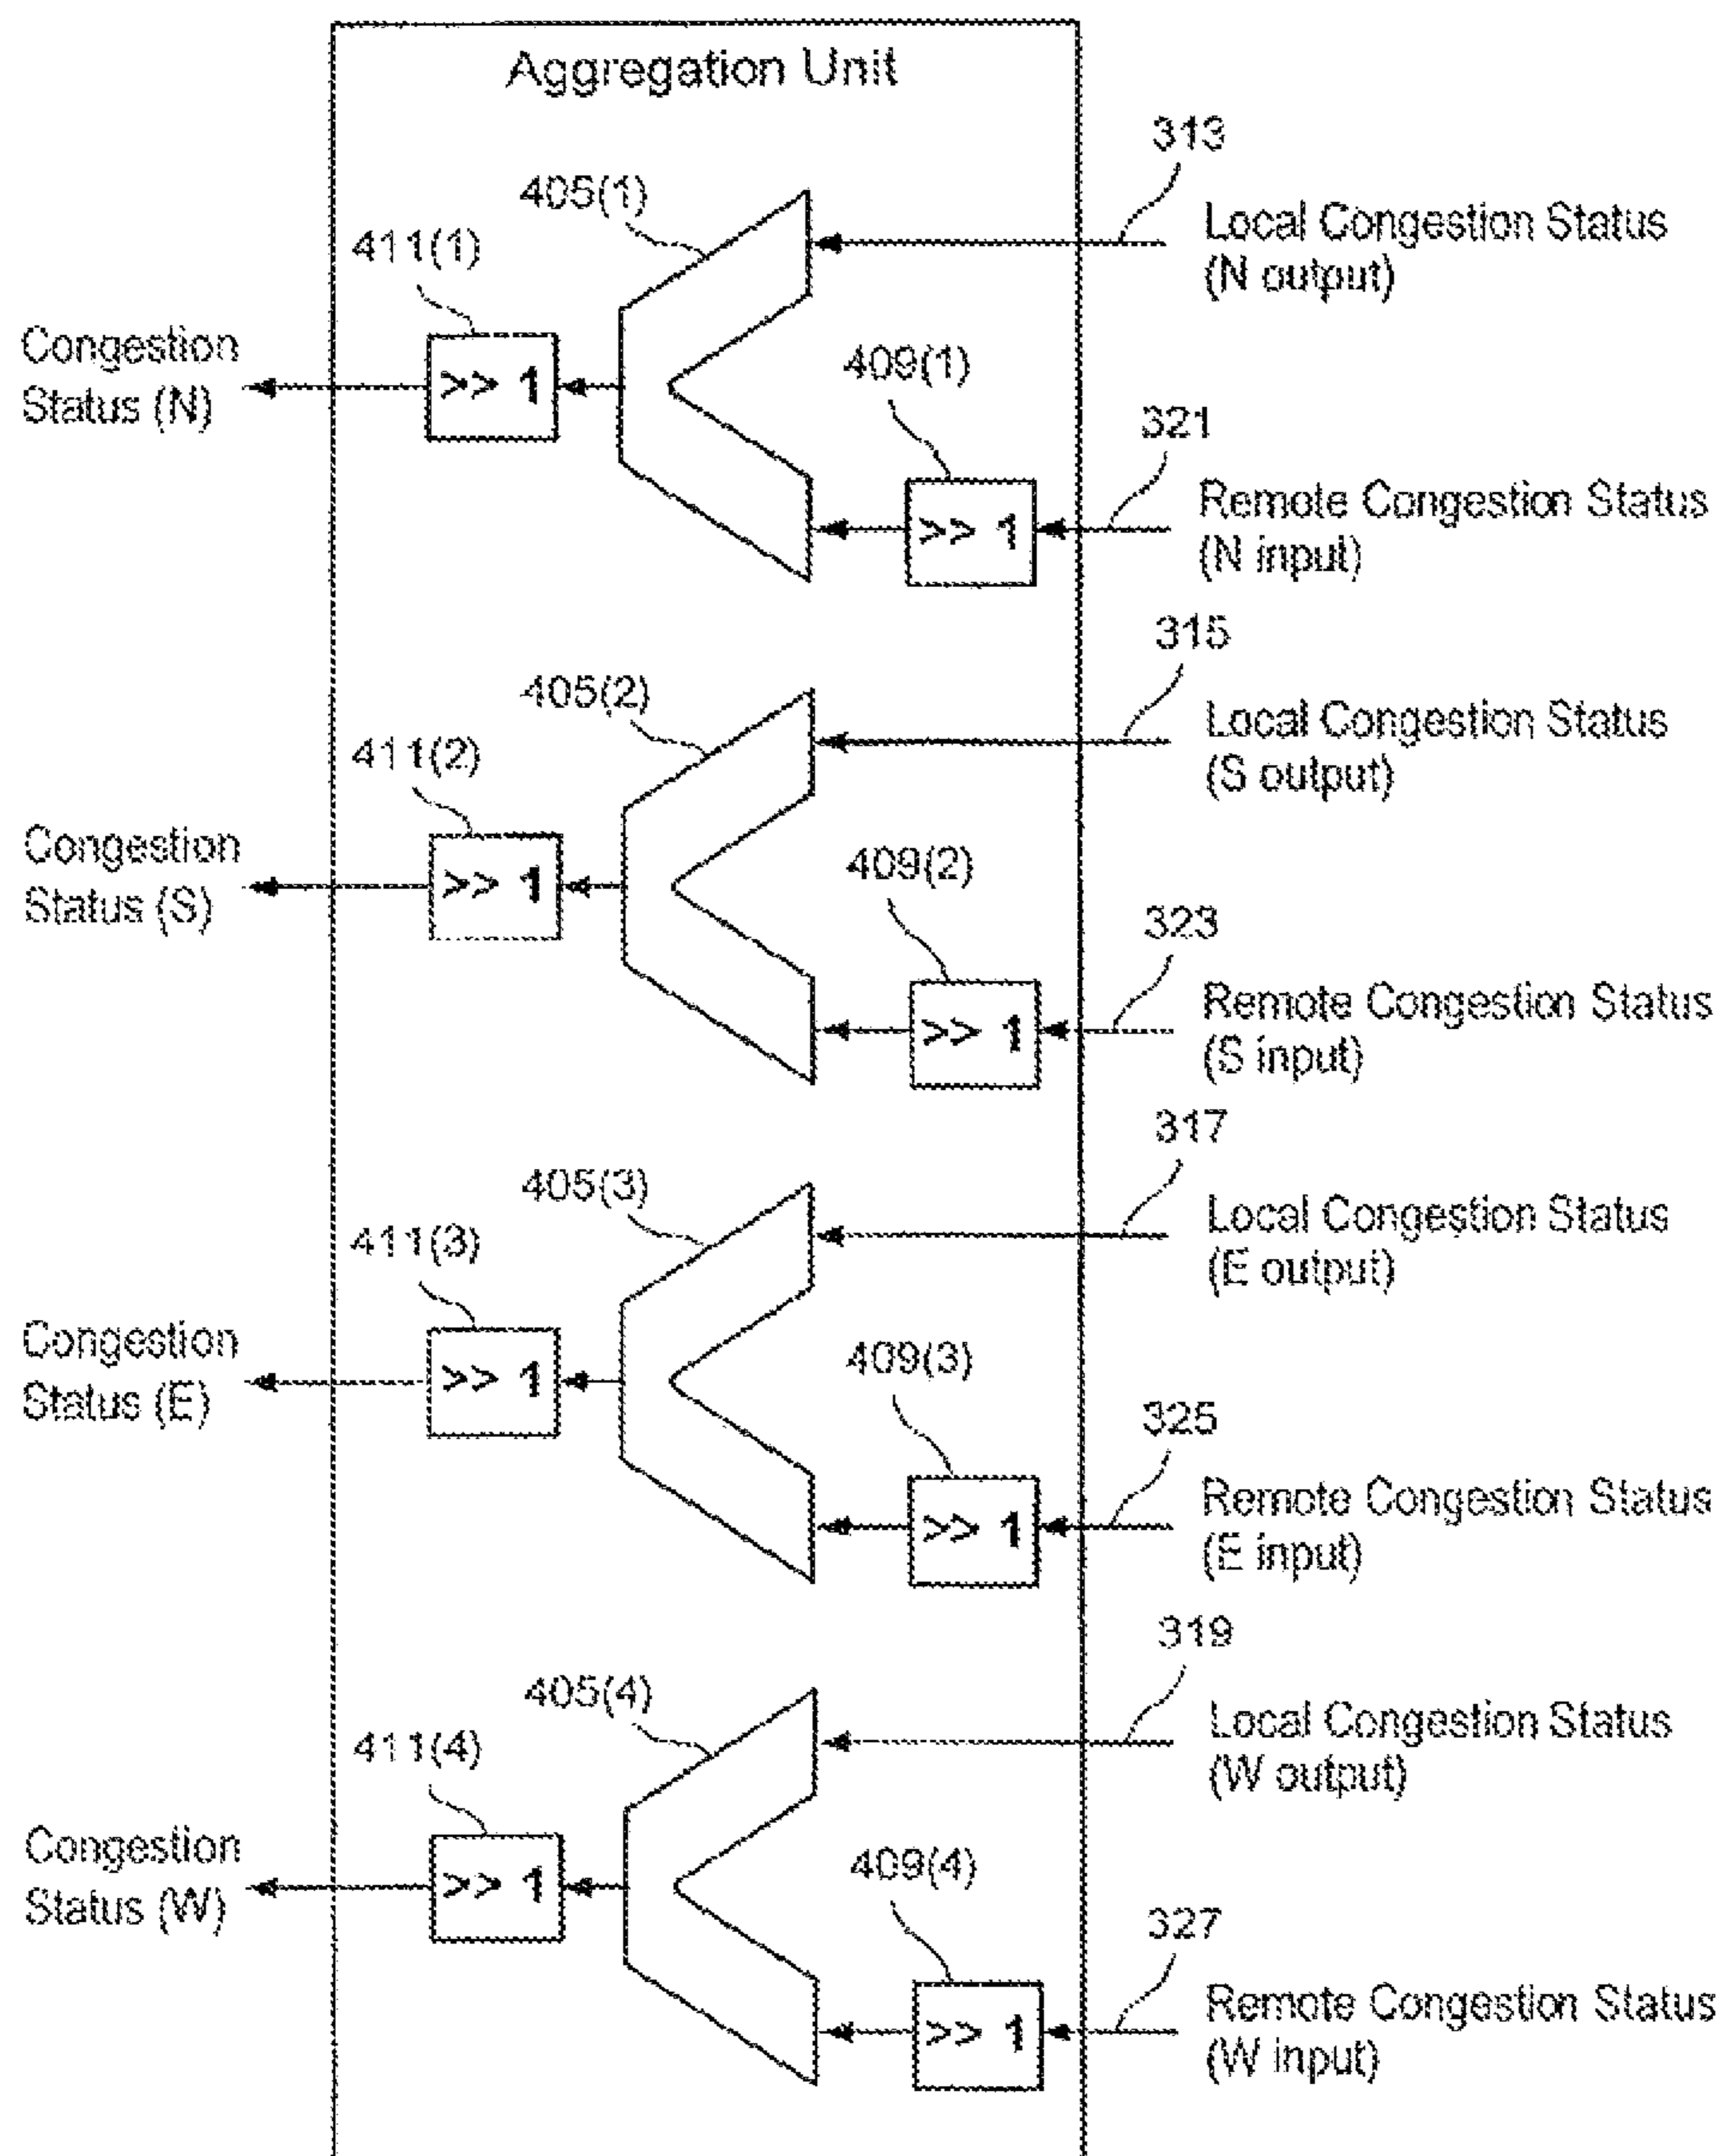 Aggregation Unit
313
405(1)
Local Congestion Status
(N output)
411(1)
Congestion
Status (N)
>> 1
409(1)
321
>> 1
Remote Congestion Status
(N input)
315
405(2)
Local Congestion Status
(S output)
411(2)
Congestion
Status (S)
>> 1
409(2)
323
>> 1
Remote Congestion Status
(S input)
317
405(3)
Local Congestion Status
(E output)
411(3)
Congestion
Status (E)
>> 1
409(3)
325
>> 1
Remote Congestion Status
(E input)
319
405(4)
Local Congestion Status
(W output)
411(4)
Congestion
Status (W)
>> 1
409(4)
327
>> 1
Remote Congestion Status
(W input)